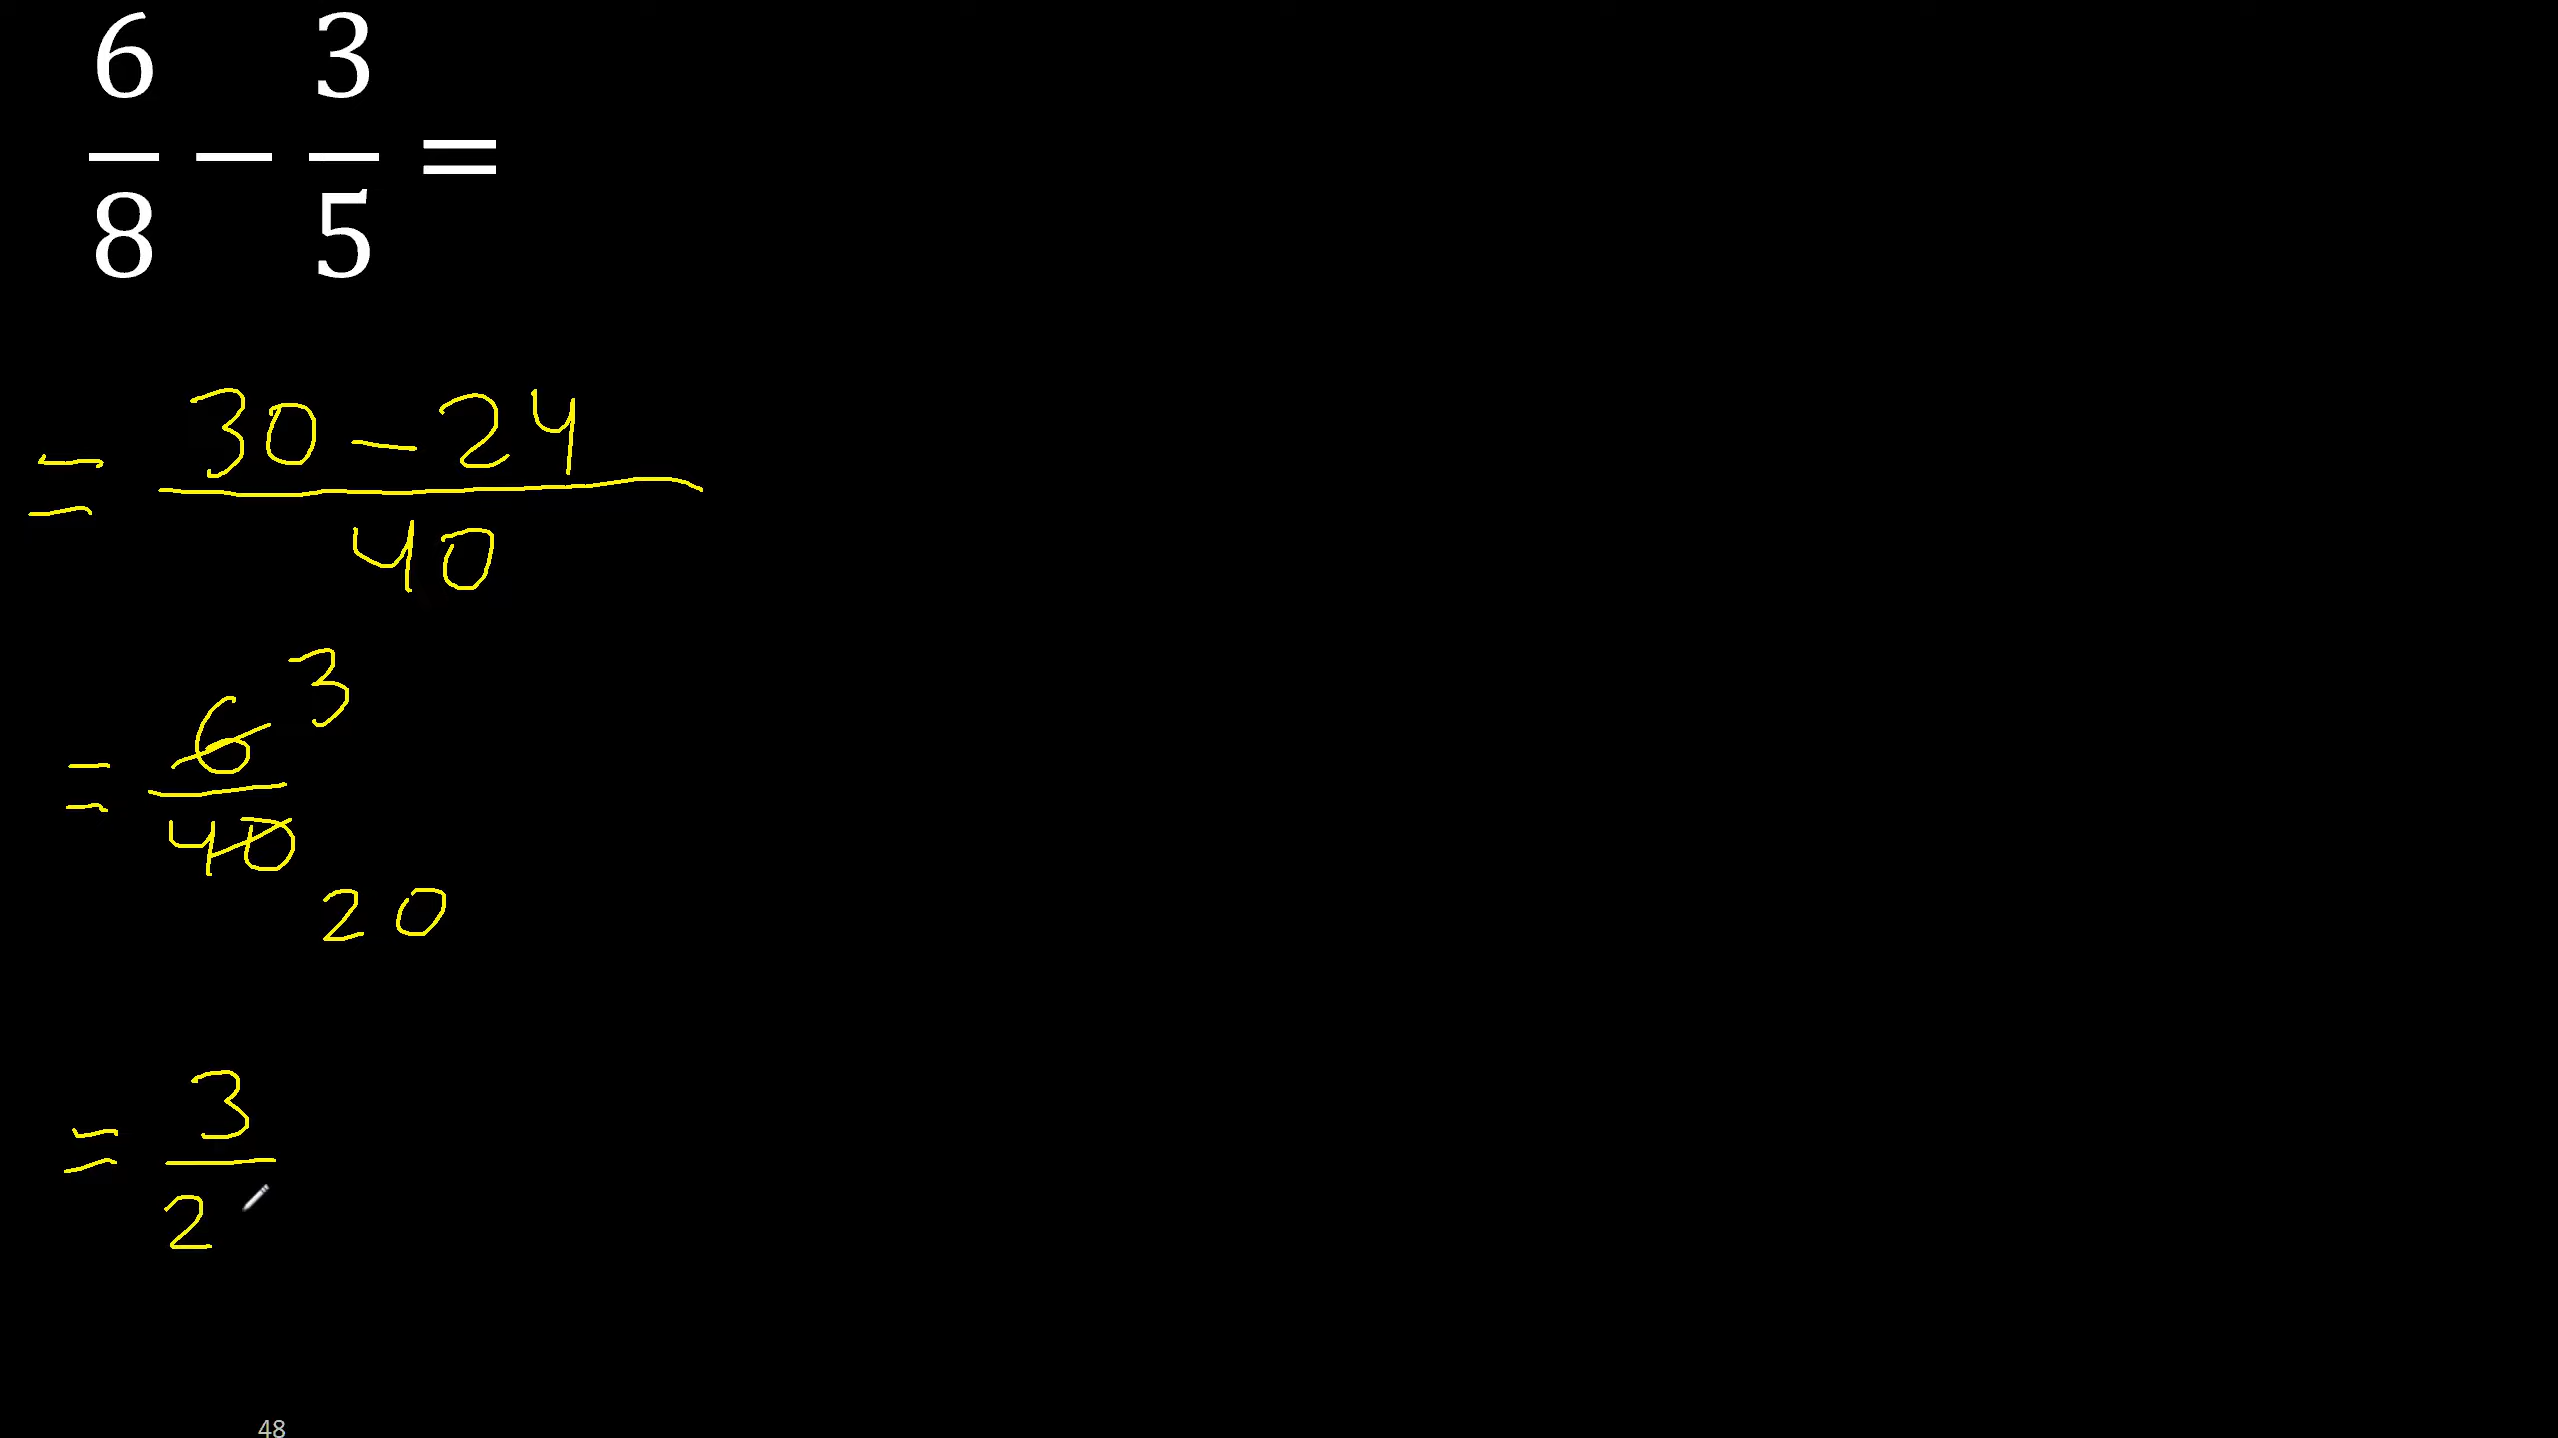 6/8 − 3/5 =
= 30 − 24 / 40
= 6/40 3 20
= 3/2
48